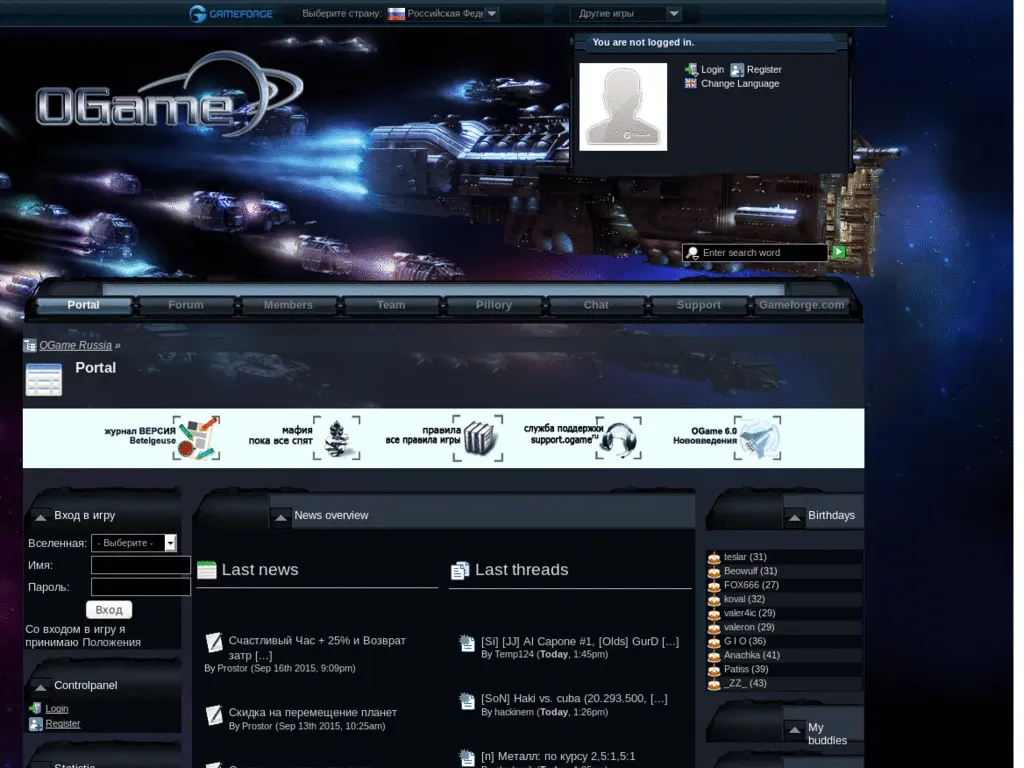 GAMEFORGE
Выберите страну:
Российская Феде
Другие игры
You are not logged in.
Login
Register
Change Language
OGame
Enter search word
Portal
Forum
Members
Team
Pillory
Chat
Support
Gameforge.com
OGame Russia »
Portal
журнал ВЕРСИЯ
Betelgeuse
мафия
пока все спят
правила
все правила игры
служба поддержки
support.ogame.ru
OGame 6.0
Нововведения
Вход в игру
Вселенная:
- Выберите -
Имя:
Пароль:
Вход
Со входом в игру я
принимаю Положения
Controlpanel
Login
Register
Statistic
News overview
Last news
Счастливый Час + 25% и Возврат
затр [...]
By Prostor (Sep 16th 2015, 9:09pm)
Скидка на перемещение планет
By Prostor (Sep 13th 2015, 10:25am)
Last threads
[Si] [JJ] Al Capone #1, [Olds] GurD [...]
By Temp124 (Today, 1:45pm)
[SoN] Haki vs. cuba (20.293.500, [...]
By hackinem (Today, 1:26pm)
[п] Металл: по курсу 2,5:1,5:1
Birthdays
teslar (31)
Beowulf (31)
FOX666 (27)
koval (32)
valer4ic (29)
valeron (29)
G I O (36)
Anachka (41)
Patiss (39)
_ZZ_ (43)
My
buddies